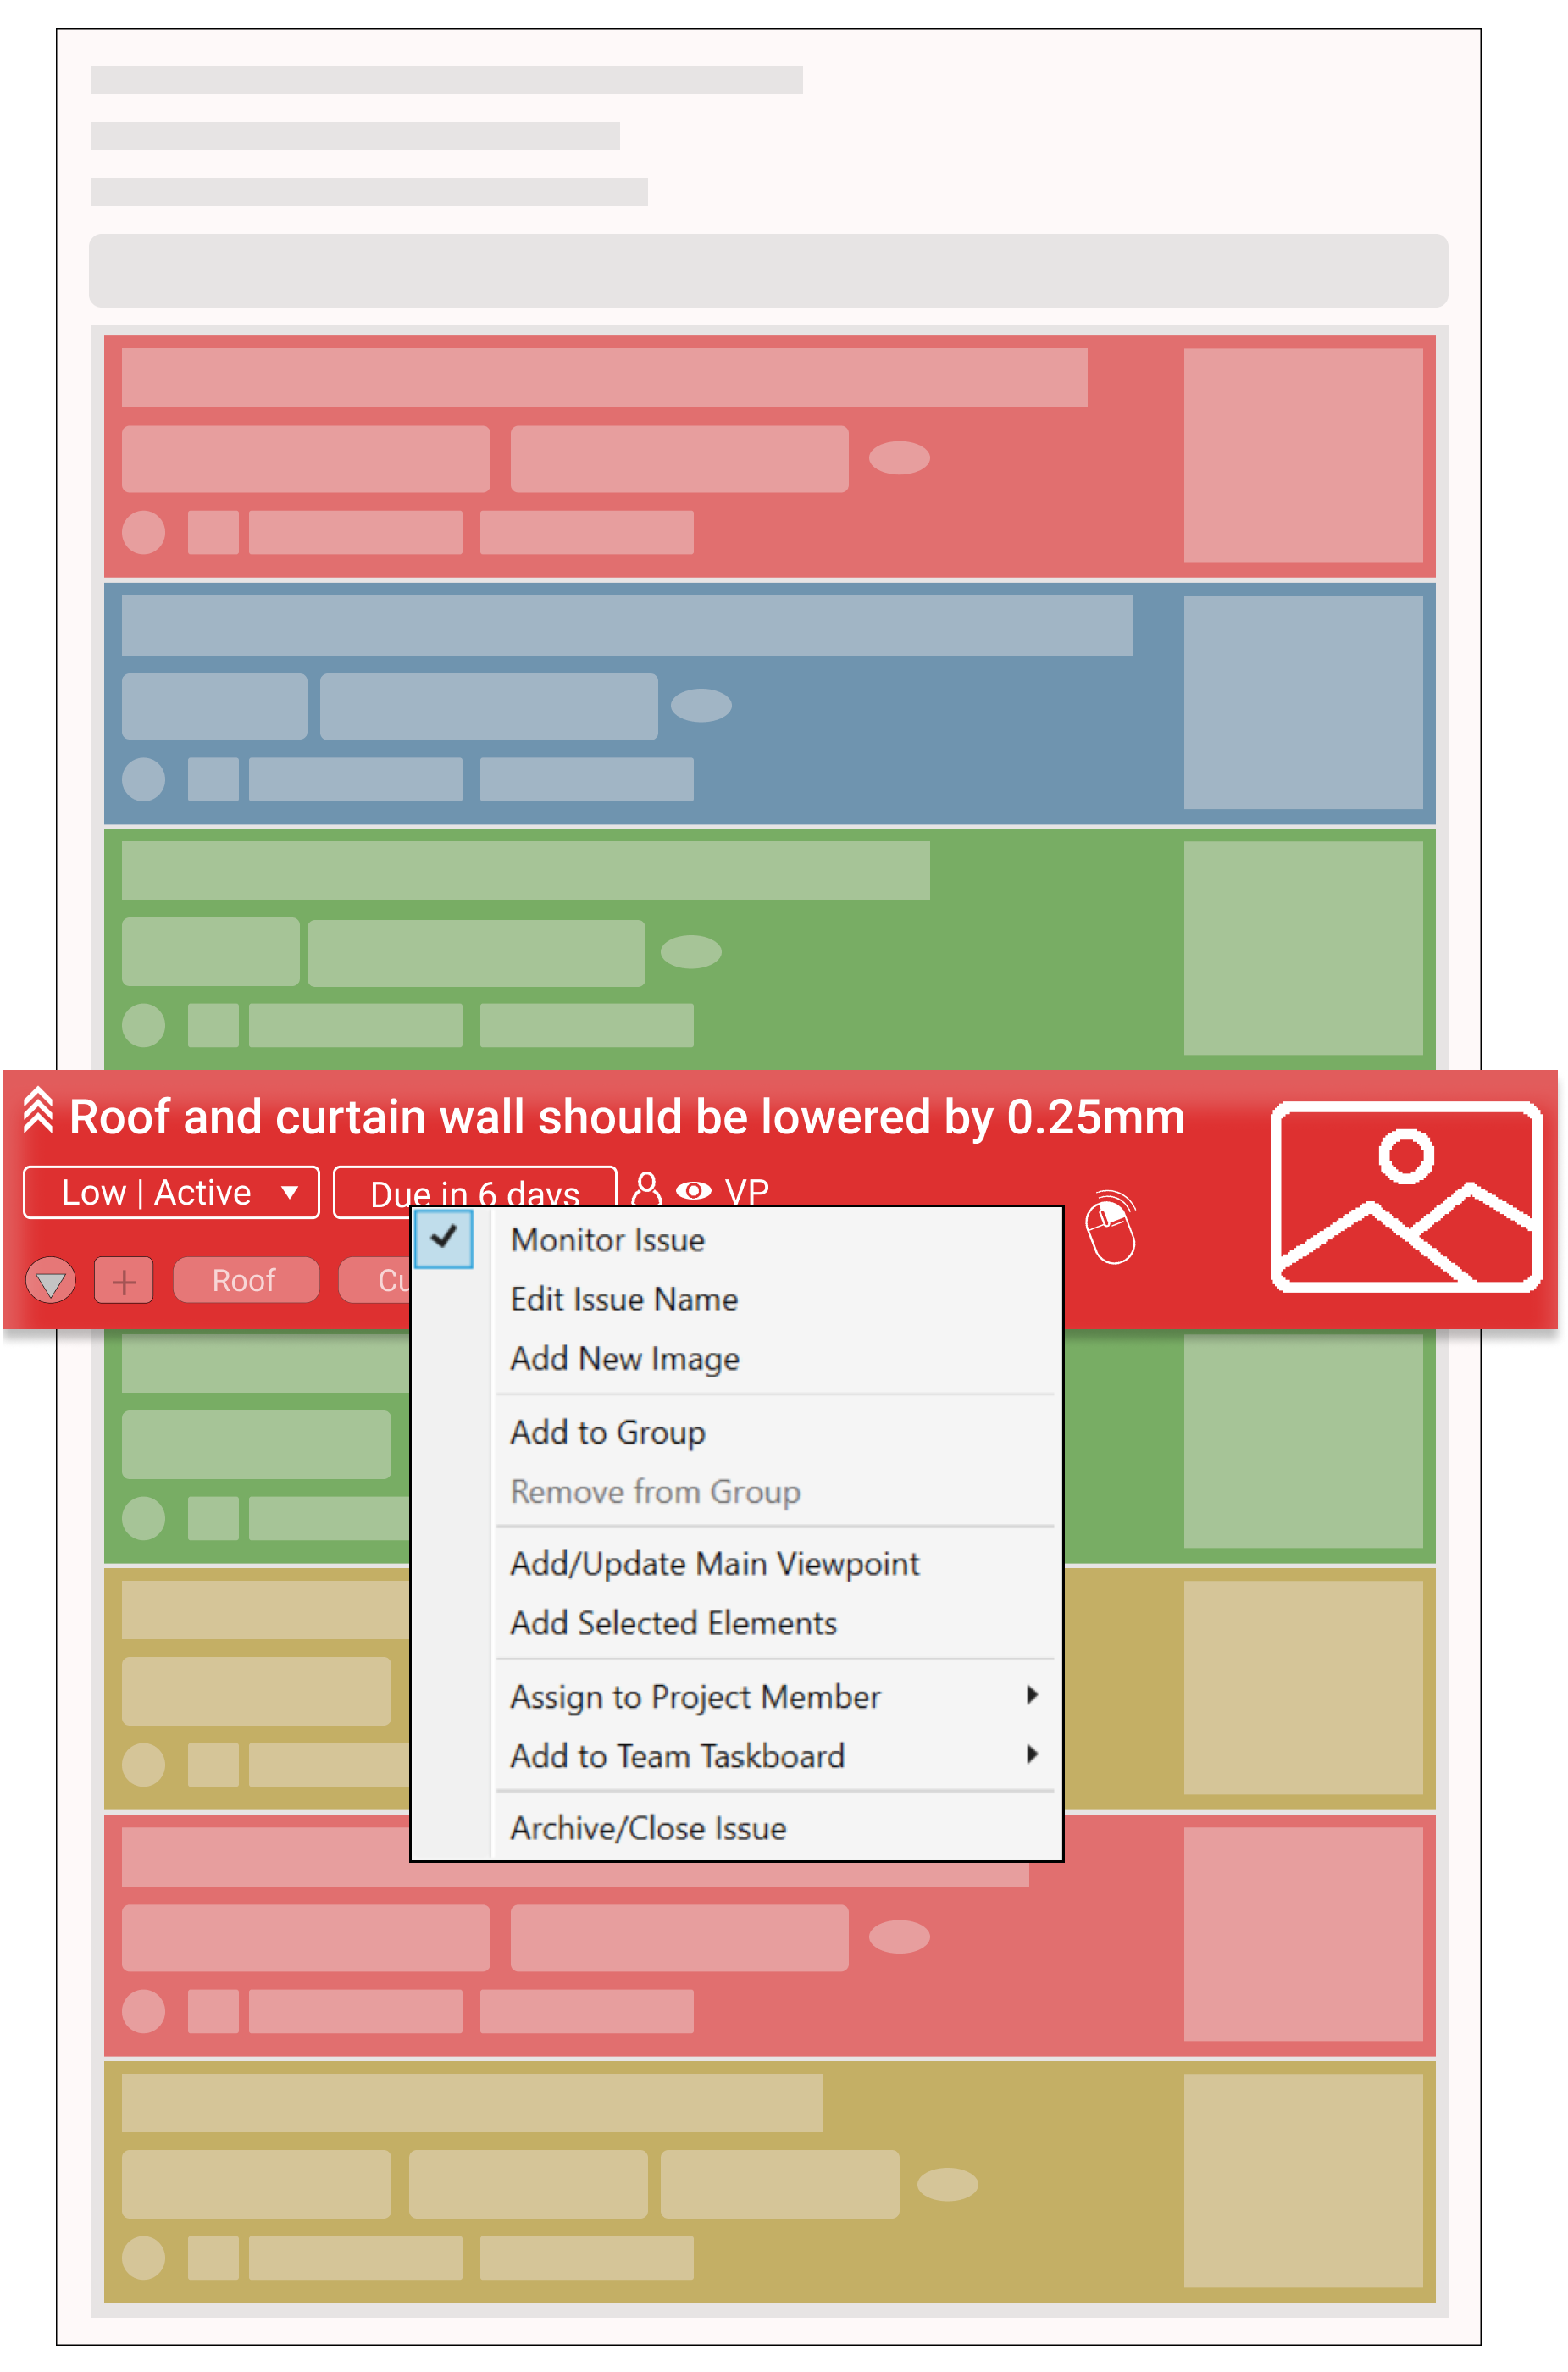 Roof and curtain wall should be lowered by 0.25mm
Low | Active
Due in 6 days
VP
Roof
Monitor Issue
Edit Issue Name
Add New Image
Add to Group
Remove from Group
Add/Update Main Viewpoint
Add Selected Elements
Assign to Project Member
Add to Team Taskboard
Archive/Close Issue